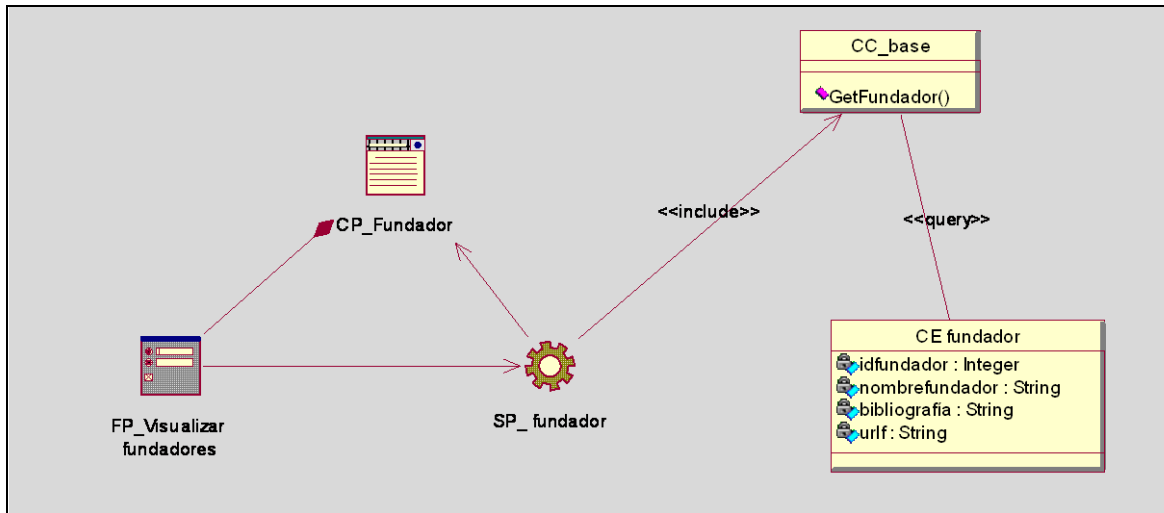 CC_base
GetFundador()
CP_Fundador
<<include>>
<<query>>
FP_Visualizar
fundadores
SP_ fundador
CE fundador
idfundador : Integer
nombrefundador : String
bibliografía : String
urlf : String